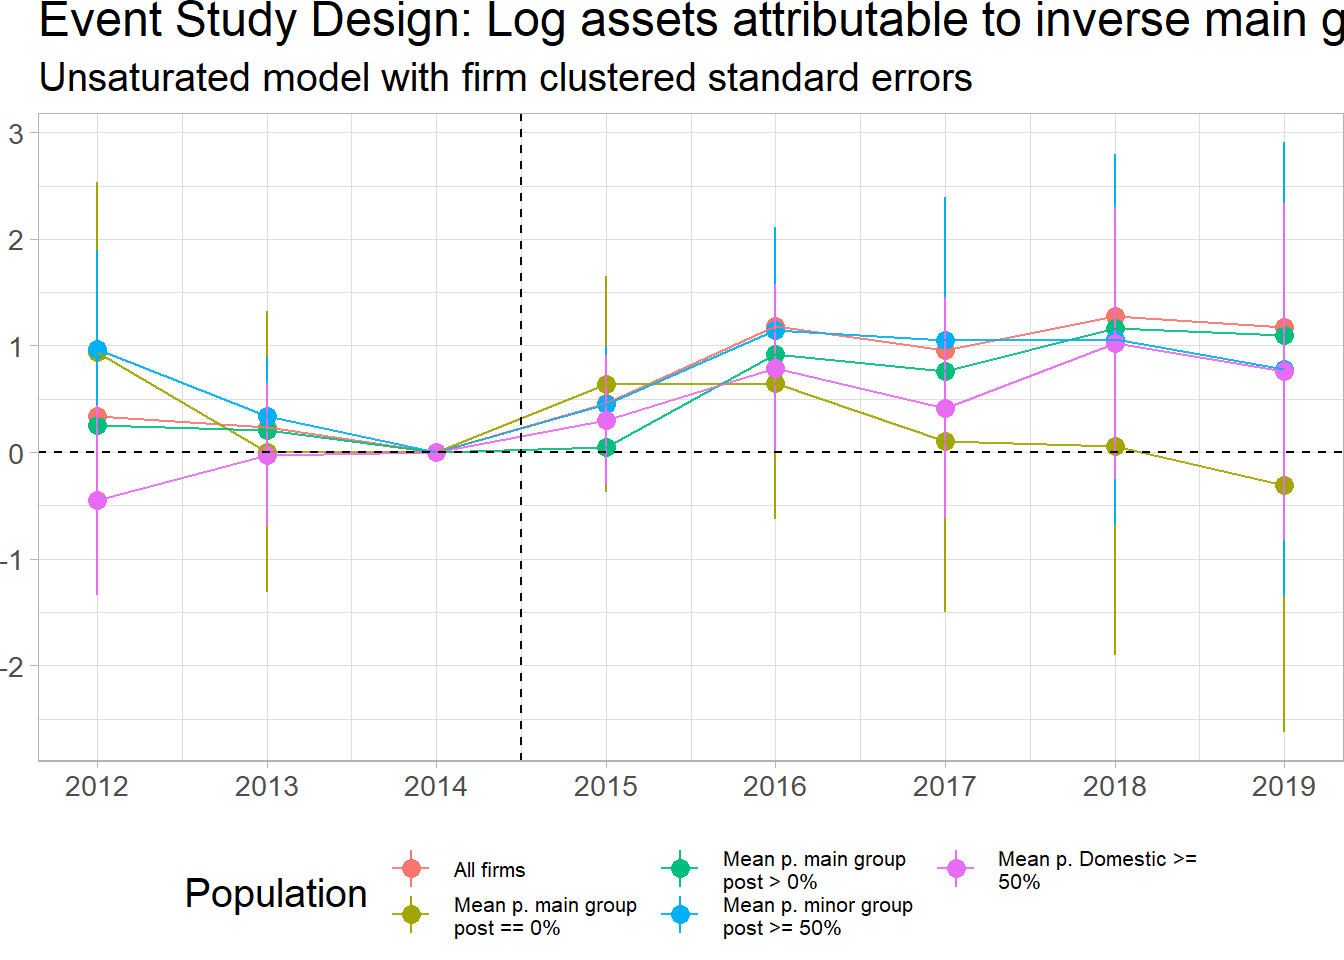 Event Study Design: Log assets attributable to inverse main g
Unsaturated model with firm clustered standard errors
3
2
1
0
-1
-2
2012 2013 2014 2015 2016 2017 2018 2019
Population
All firms
Mean p. main group
post == 0%
Mean p. main group
post > 0%
Mean p. minor group
post >= 50%
Mean p. Domestic >=
50%